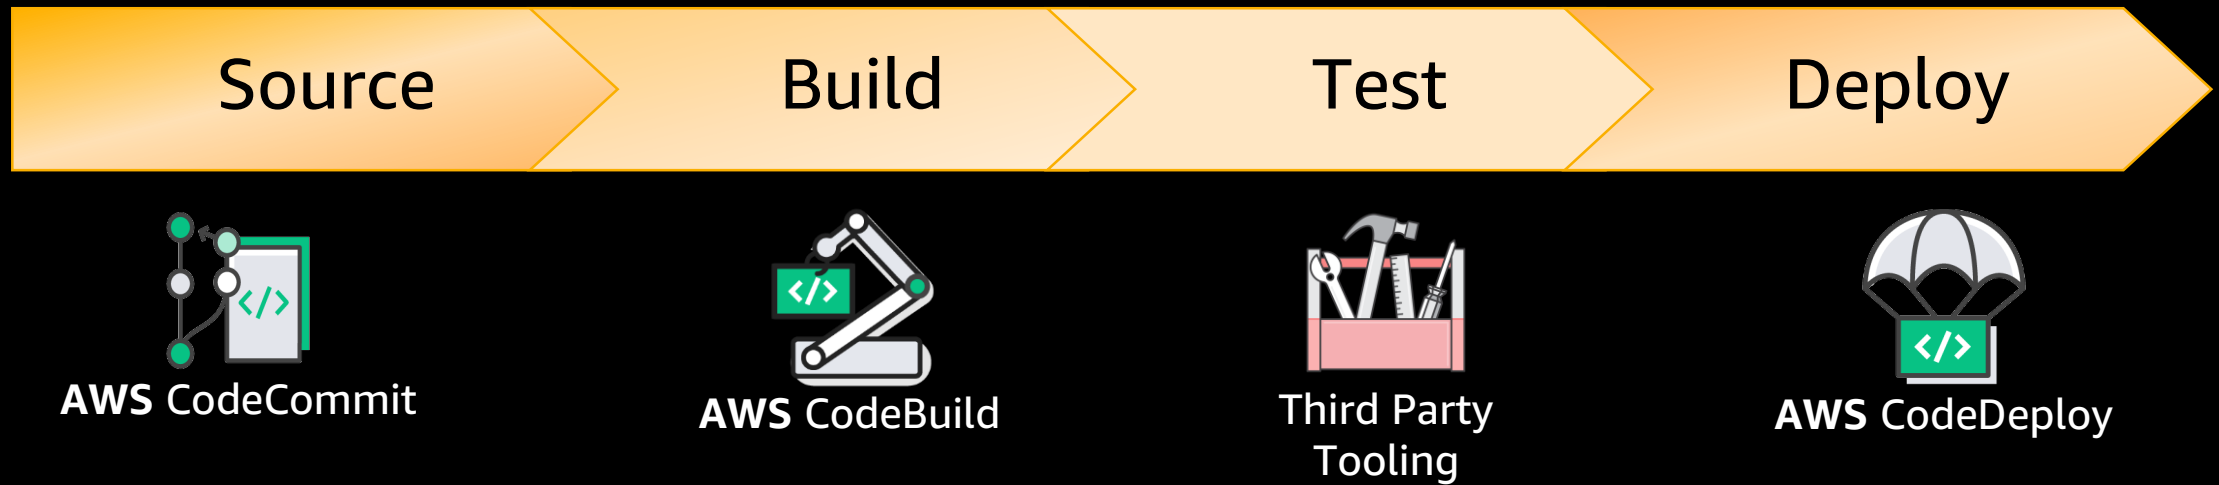 Source
Build
Test
Deploy
</>
</>
</>
AWS CodeCommit
AWS CodeBuild
Third Party
Tooling
AWS CodeDeploy